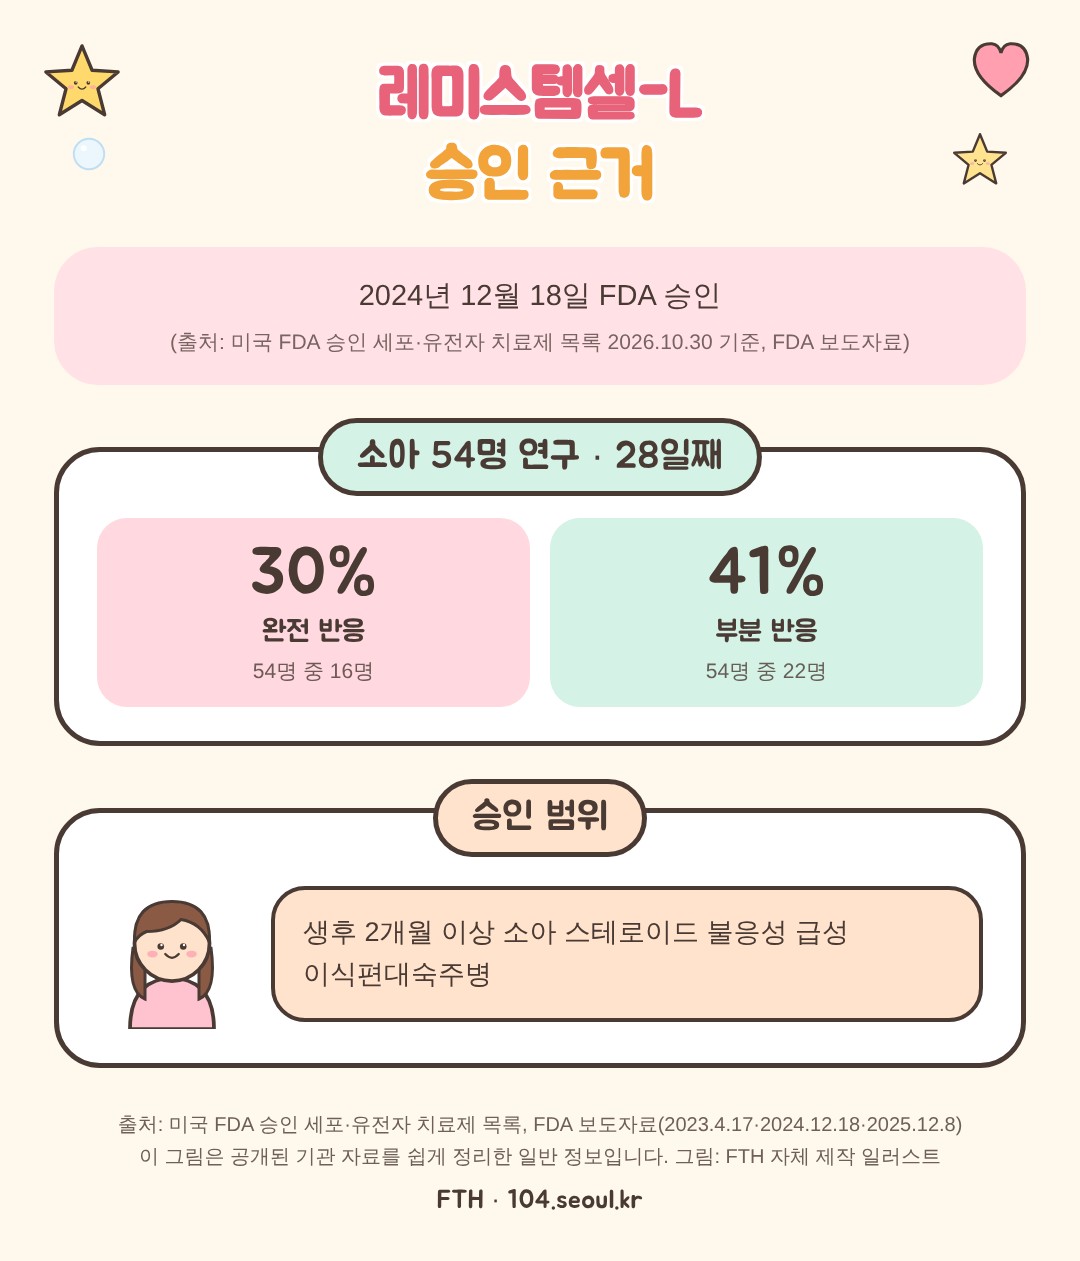 레미스템셀-L
승인 근거
2024년 12월 18일 FDA 승인
(출처: 미국 FDA 승인 세포·유전자 치료제 목록 2026.10.30 기준, FDA 보도자료)
소아 54명 연구 · 28일째
30%
완전 반응
54명 중 16명
41%
부분 반응
54명 중 22명
승인 범위
생후 2개월 이상 소아 스테로이드 불응성 급성
이식편대숙주병
출처: 미국 FDA 승인 세포·유전자 치료제 목록, FDA 보도자료(2023.4.17·2024.12.18·2025.12.8)
이 그림은 공개된 기관 자료를 쉽게 정리한 일반 정보입니다. 그림: FTH 자체 제작 일러스트
FTH · 104.seoul.kr